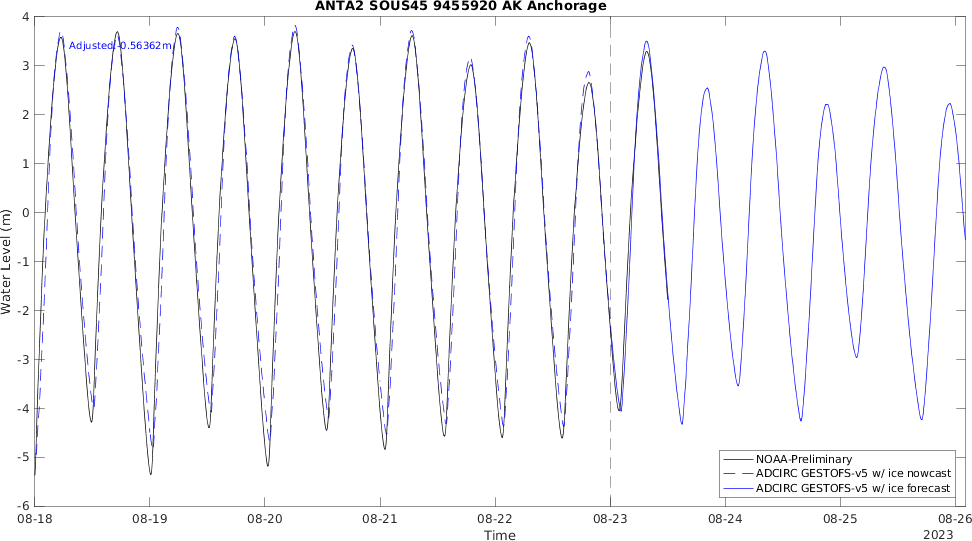 ANTA2 SOUS45 9455920 AK Anchorage
4
Adjusted:-0.56362m
3
2
1
0
-1
-2
-3
-4
-5
-6
Water Level (m)
NOAA-Preliminary
ADCIRC GESTOFS-v5 w/ ice nowcast
ADCIRC GESTOFS-v5 w/ ice forecast
08-18 08-19 08-20 08-21 08-22 08-23 08-24 08-25 08-26
Time
2023